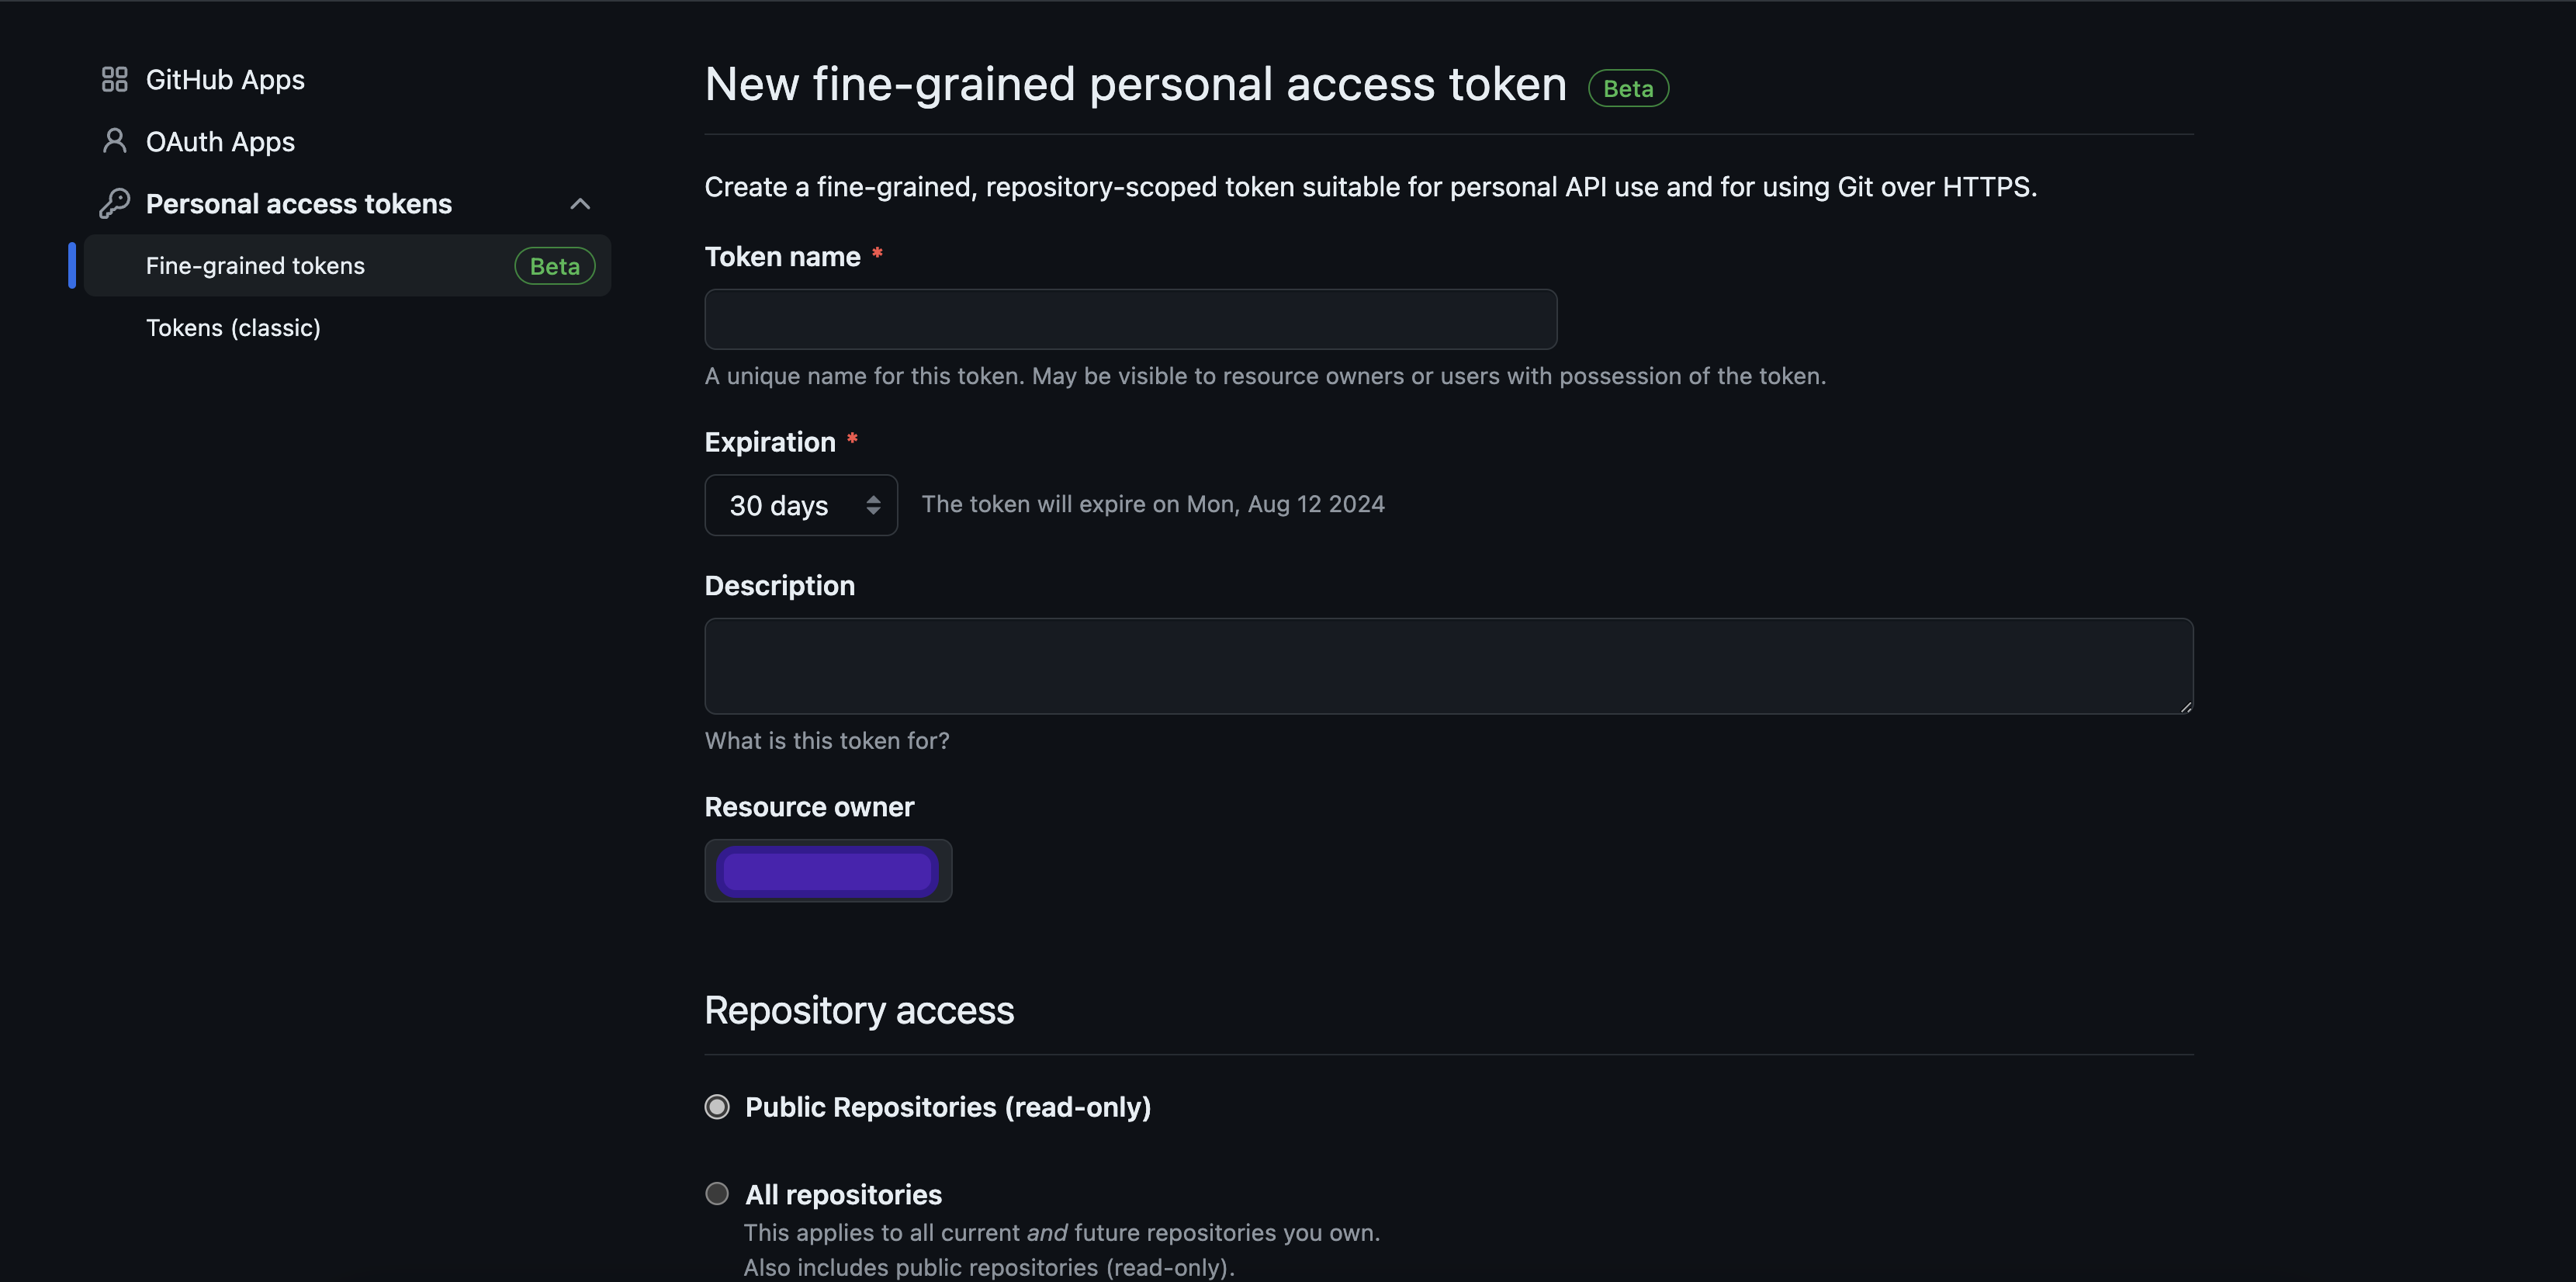 GitHub Apps
OAuth Apps
Personal access tokens
Fine-grained tokens Beta
Tokens (classic)
New fine-grained personal access token Beta
Create a fine-grained, repository-scoped token suitable for personal API use and for using Git over HTTPS.
Token name *
A unique name for this token. May be visible to resource owners or users with possession of the token.
Expiration *
30 days The token will expire on Mon, Aug 12 2024
Description
What is this token for?
Resource owner
Repository access
Public Repositories (read-only)
All repositories
This applies to all current and future repositories you own.
Also includes public repositories (read-only).